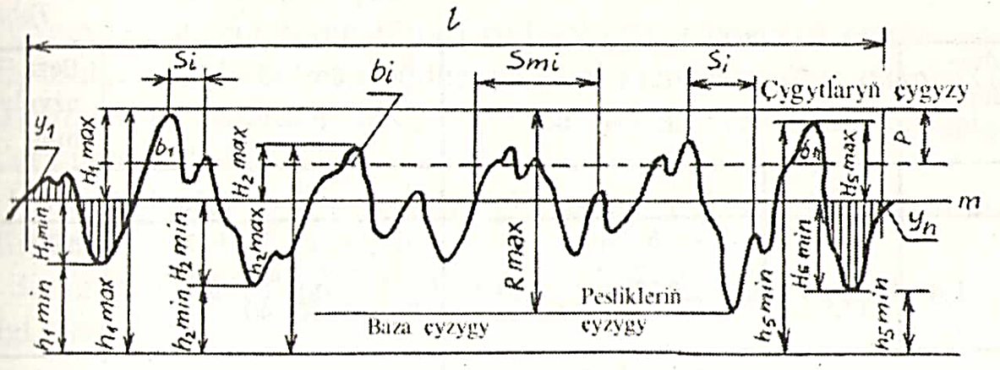 l
Si
Smi
Si
bi
Çygytlaryň çygyzy
y₁
H₁ max
b₁
H₂ max
bn
H₅ max
P
m
H₁ min
H₂ min
h₂ max
R max
H₅ min
yn
h₁ min
h₁ max
h₂ min
Peslikleriň
çyzygy
Baza çyzygy
h₅ min
h₅ min